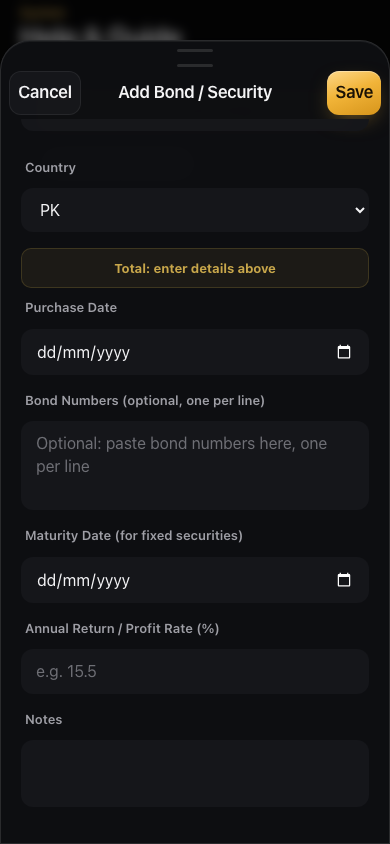 Cancel
Add Bond / Security
Save
Country
PK
Total: enter details above
Purchase Date
dd/mm/yyyy
Bond Numbers (optional, one per line)
Optional: paste bond numbers here, one
per line
Maturity Date (for fixed securities)
dd/mm/yyyy
Annual Return / Profit Rate (%)
e.g. 15.5
Notes